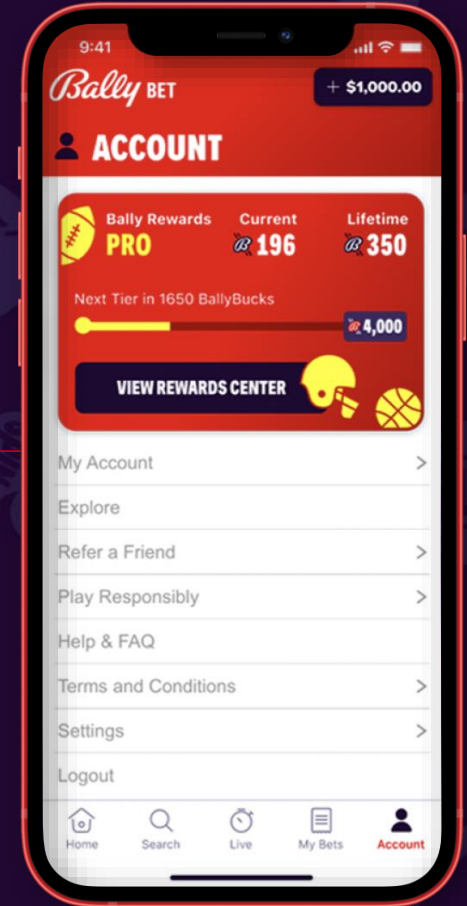 9:41
Bally BET
+ $1,000.00
ACCOUNT
Bally Rewards Current Lifetime
PRO 196 350
Next Tier in 1650 BallyBucks
4,000
VIEW REWARDS CENTER
My Account
Explore
Refer a Friend
Play Responsibly
Help & FAQ
Terms and Conditions
Settings
Logout
Home Search Live My Bets Account